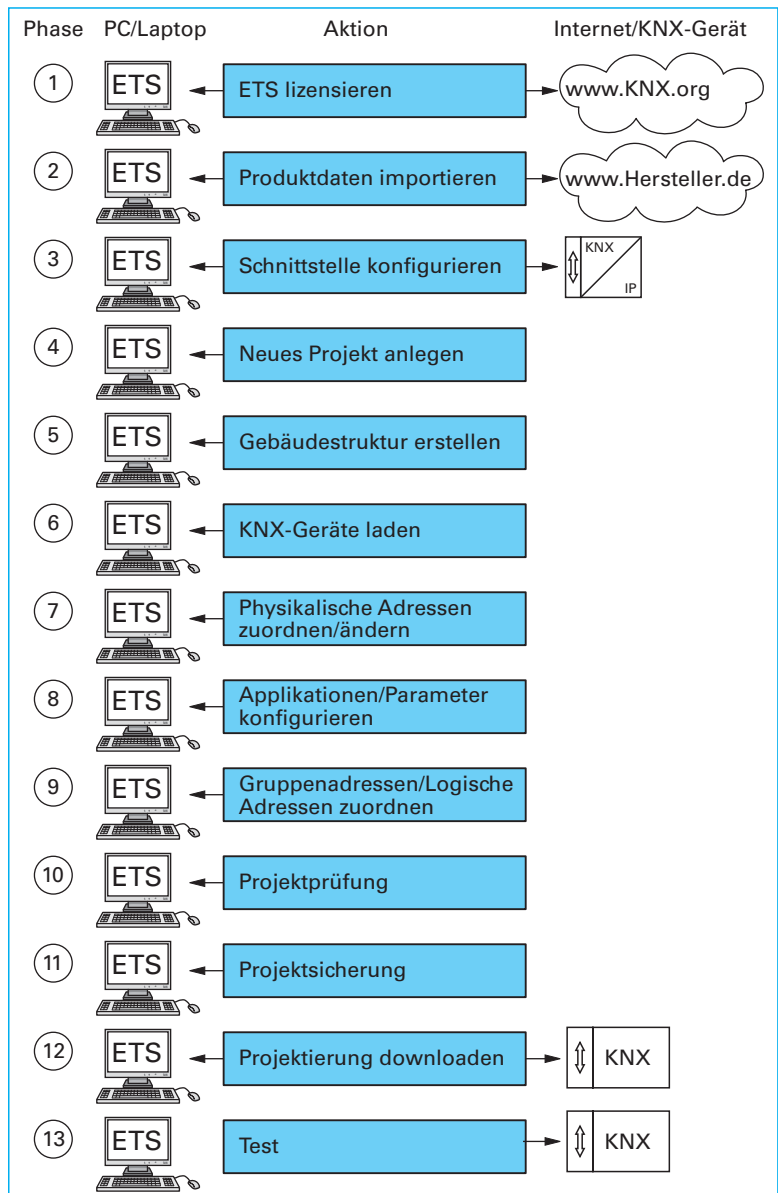 Phase PC/Laptop Aktion Internet/KNX-Gerät
1 ETS ETS lizensieren www.KNX.org
2 ETS Produktdaten importieren www.Hersteller.de
3 ETS Schnittstelle konfigurieren KNX
IP
4 ETS Neues Projekt anlegen
5 ETS Gebäudestruktur erstellen
6 ETS KNX-Geräte laden
7 ETS Physikalische Adressen
zuordnen/ändern
8 ETS Applikationen/Parameter
konfigurieren
9 ETS Gruppenadressen/Logische
Adressen zuordnen
10 ETS Projektprüfung
11 ETS Projektsicherung
12 ETS Projektierung downloaden KNX
13 ETS Test KNX